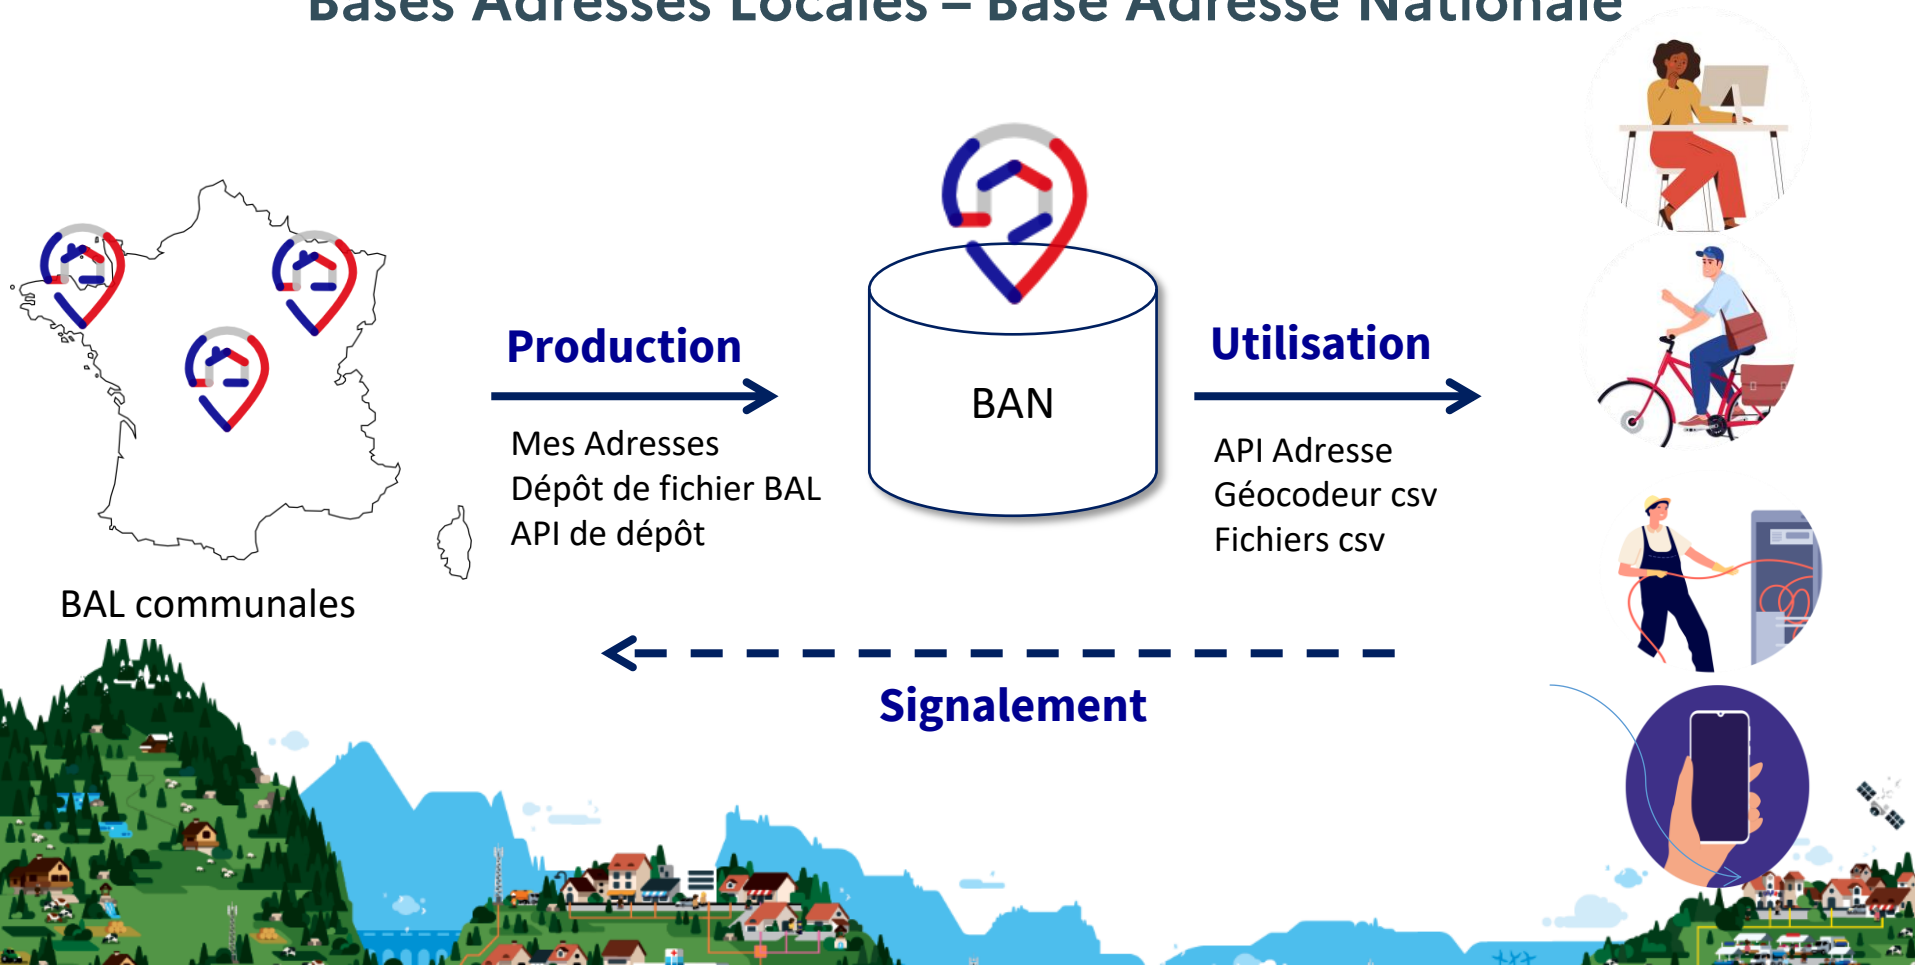 Bases Adresses Locales – Base Adresse Nationale
Production
Mes Adresses
Dépôt de fichier BAL
API de dépôt
BAN
Utilisation
API Adresse
Géocodeur csv
Fichiers csv
BAL communales
Signalement